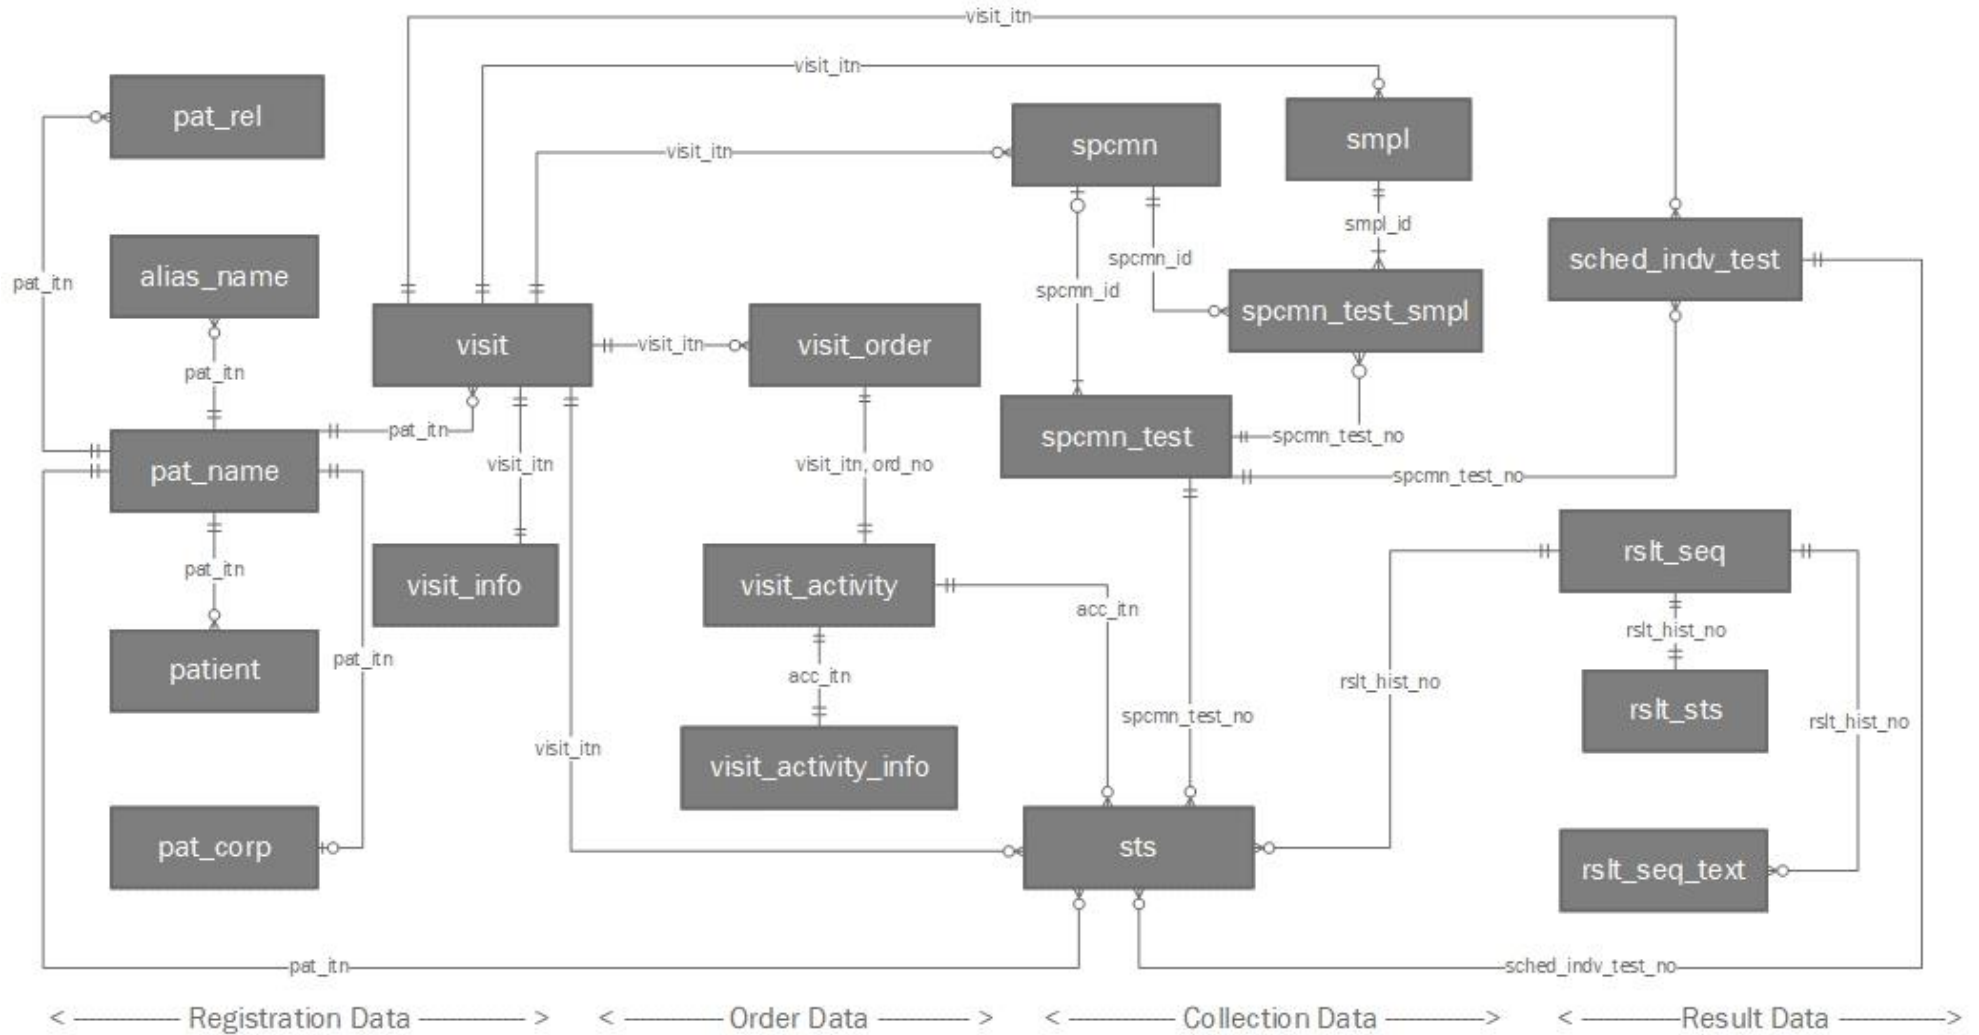 visit_itn
visit_itn
pat_rel
spcmn
smpl
visit_itn
smpl_id
sched_indv_test
alias_name
pat_itn
spcmn_id
spcmn_id
spcmn_test_smpl
visit
visit_itn
visit_order
pat_itn
pat_itn
spcmn_test
spcmn_test_no
pat_name
visit_itn
visit_itn, ord_no
spcmn_test_no
rslt_seq
pat_itn
visit_info
visit_activity
acc_itn
rslt_hist_no
patient
pat_itn
acc_itn
rslt_hist_no
rslt_sts
spcmn_test_no
rslt_hist_no
visit_itn
visit_activity_info
pat_corp
sts
rslt_seq_text
pat_itn
sched_indv_test_no
< Registration Data > < Order Data > < Collection Data > < Result Data >